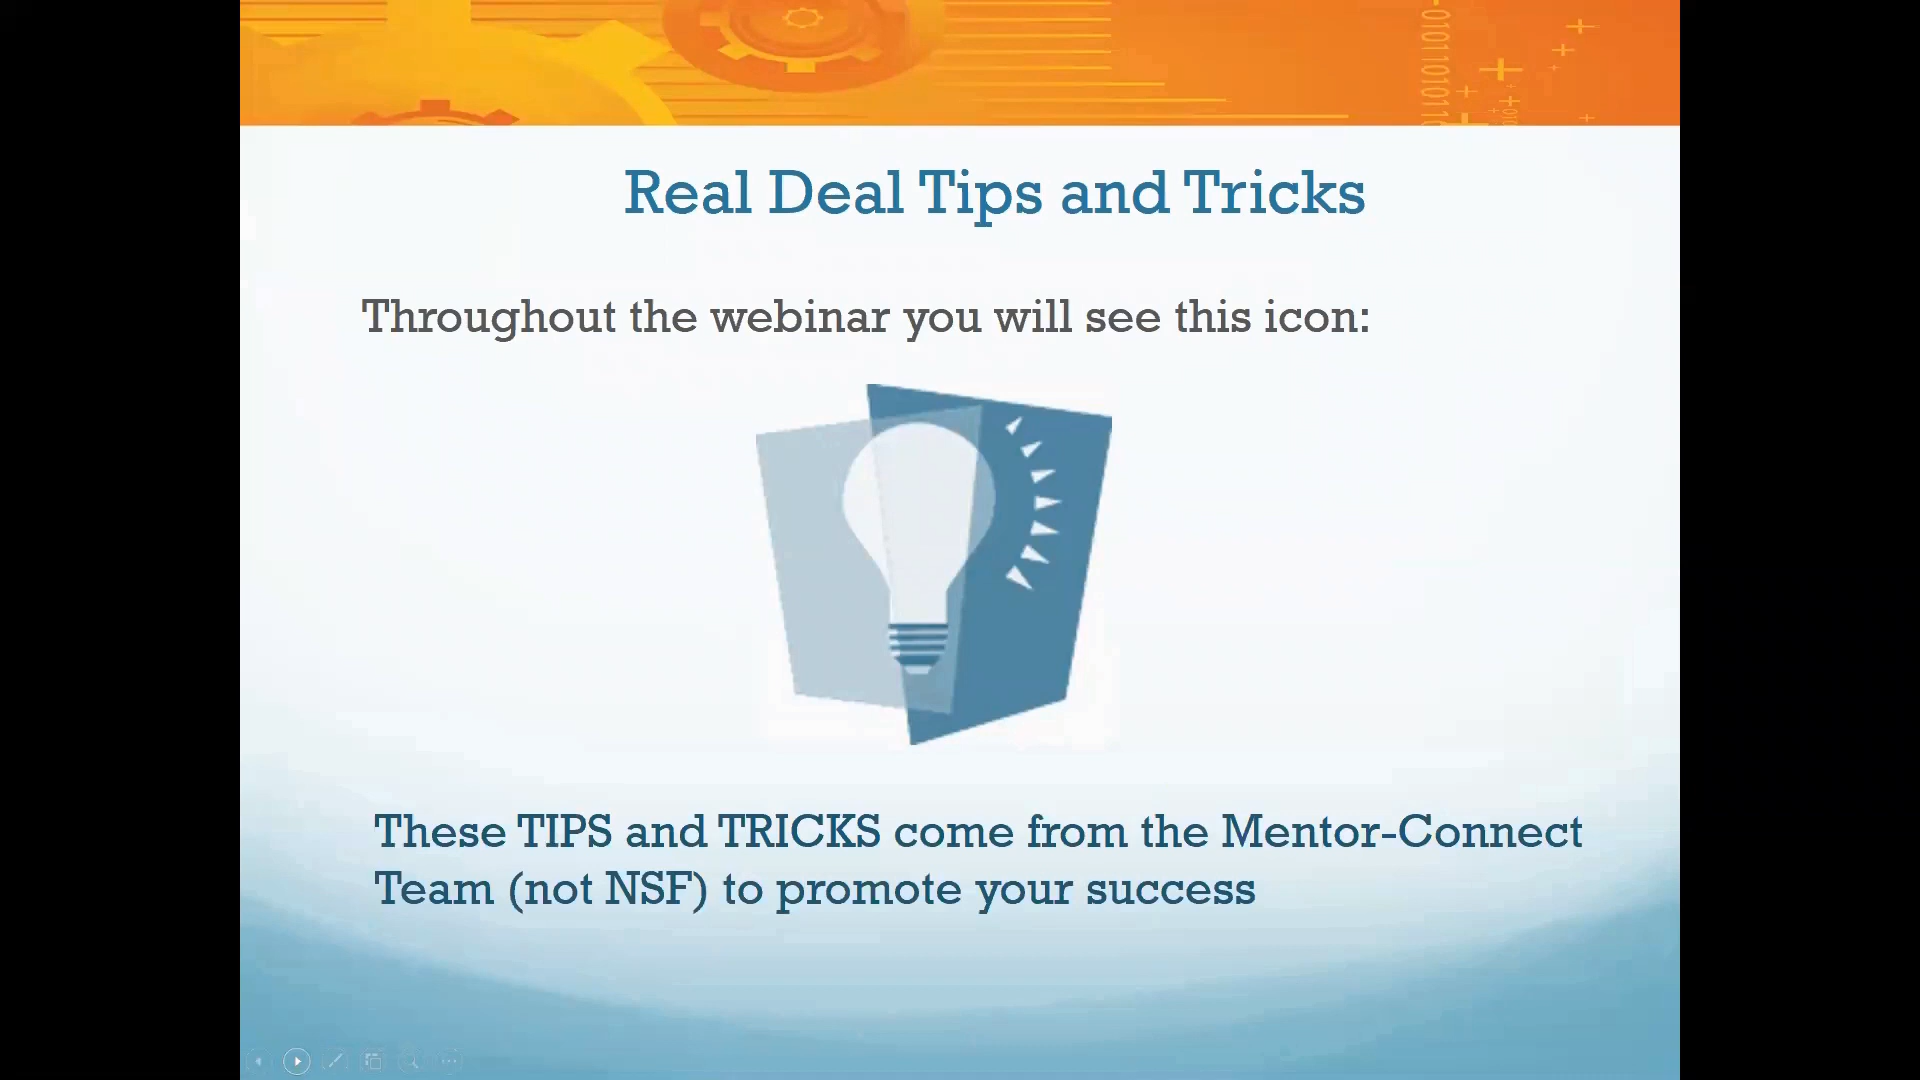 Real Deal Tips and Tricks
Throughout the webinar you will see this icon:
These TIPS and TRICKS come from the Mentor-Connect
Team (not NSF) to promote your success